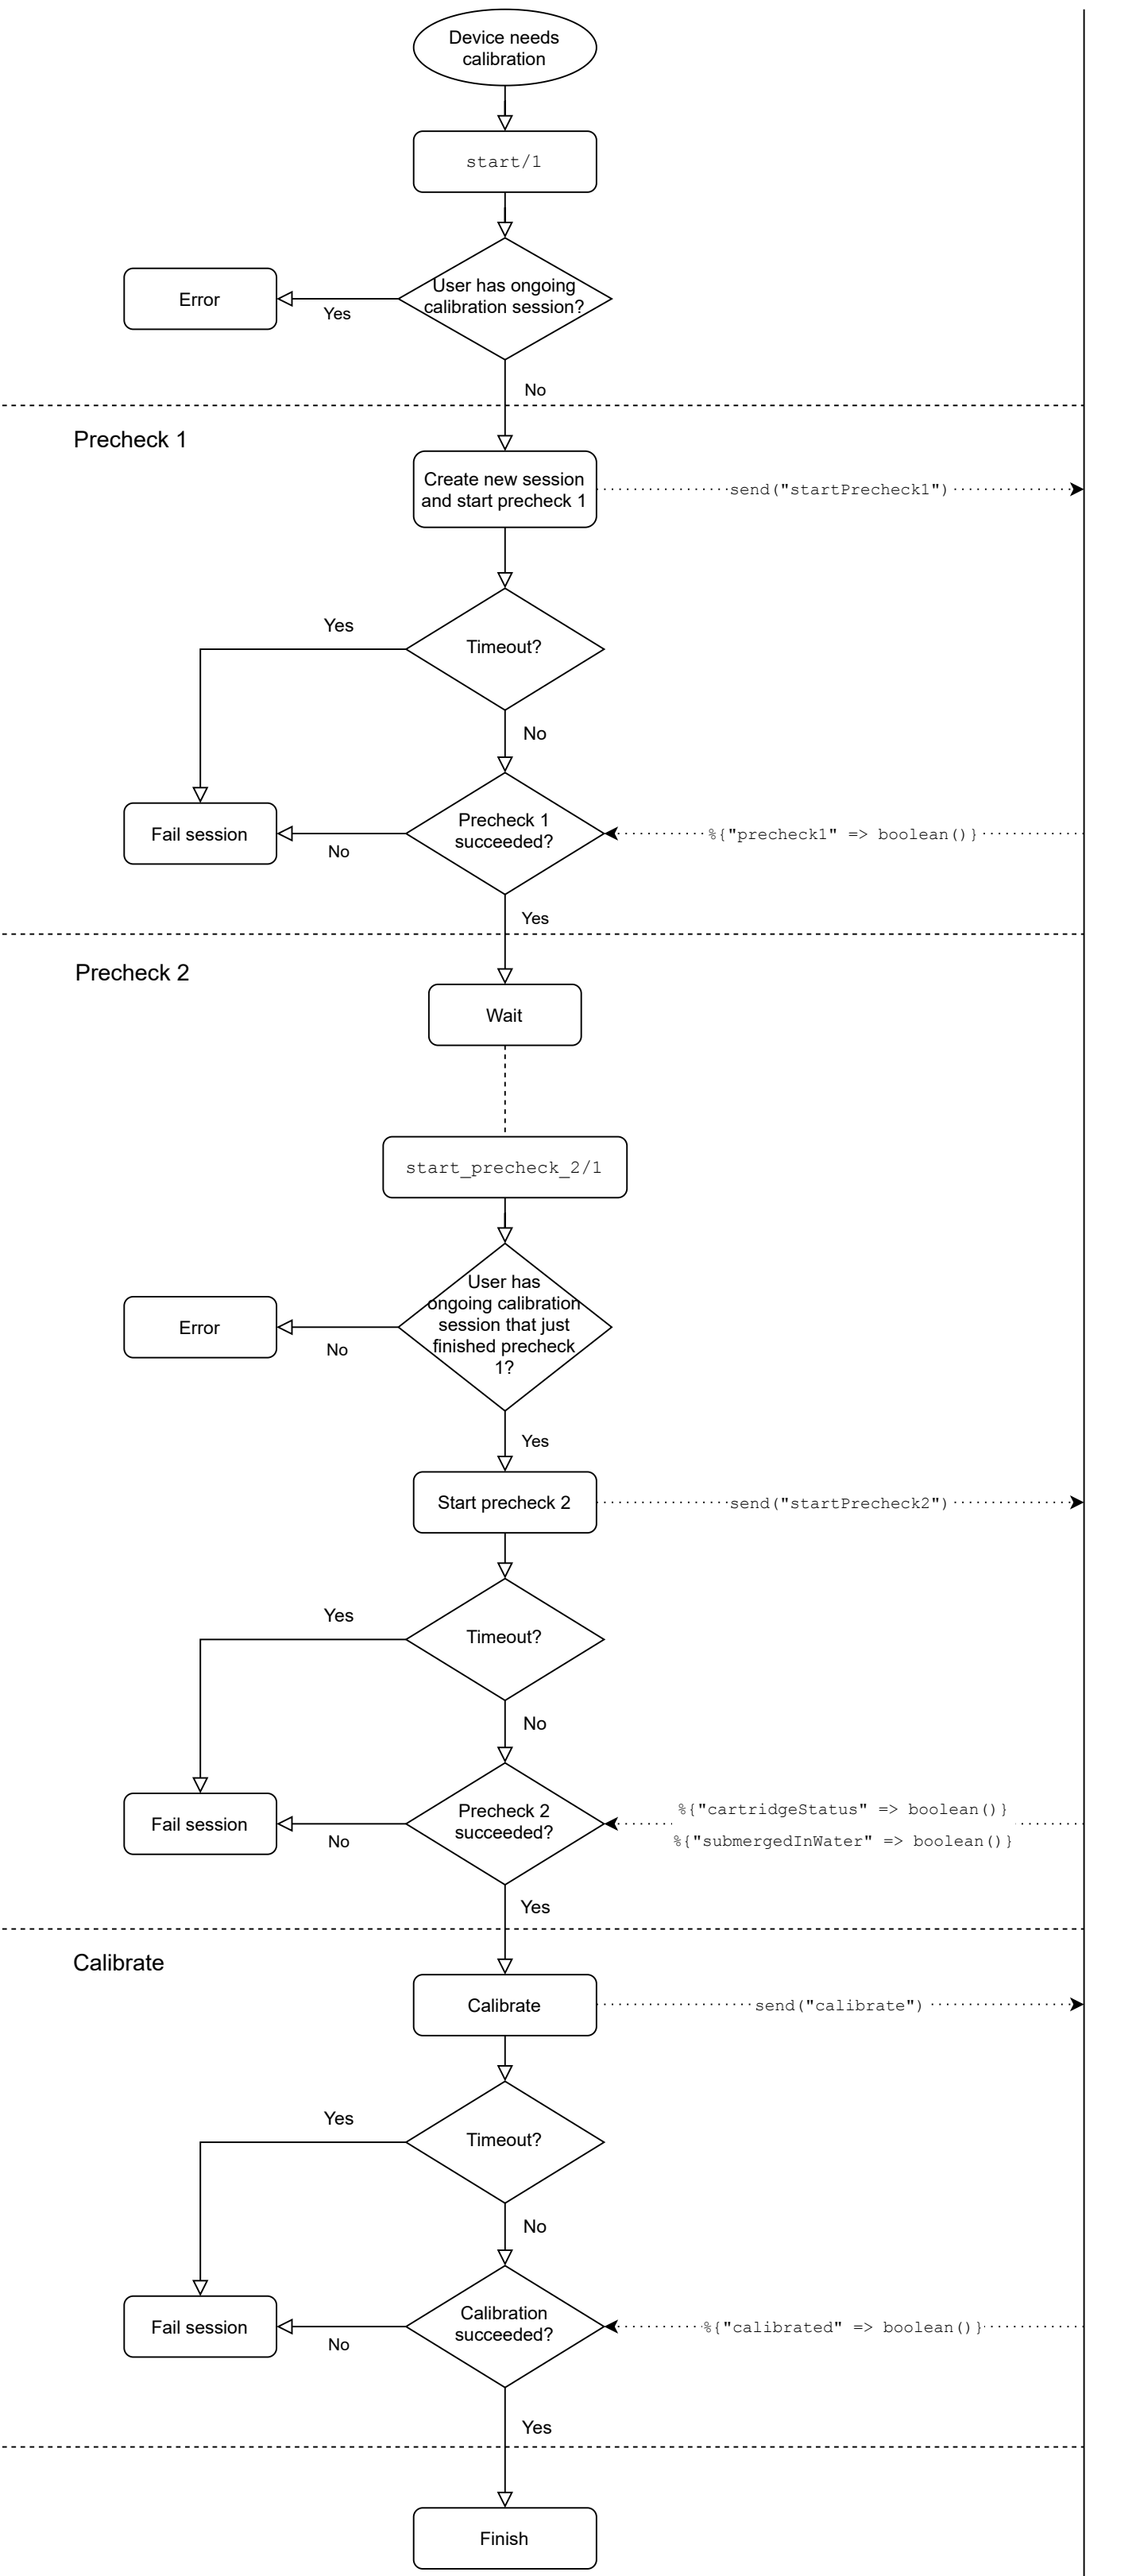 Device needs
calibration
start/1
User has ongoing
calibration session?
Error
Yes
No
Precheck 1
Create new session
and start precheck 1
send("startPrecheck1")
Timeout?
Yes
No
Precheck 1
succeeded?
Fail session
No
%{"precheck1" => boolean()}
Yes
Precheck 2
Wait
start_precheck_2/1
User has
ongoing calibration
session that just
finished precheck
1?
Error
No
Yes
Start precheck 2
send("startPrecheck2")
Timeout?
Yes
No
Precheck 2
succeeded?
Fail session
No
%{"cartridgeStatus" => boolean()}
%{"submergedInWater" => boolean()}
Yes
Calibrate
Calibrate
send("calibrate")
Timeout?
Yes
No
Calibration
succeeded?
Fail session
No
%{"calibrated" => boolean()}
Yes
Finish